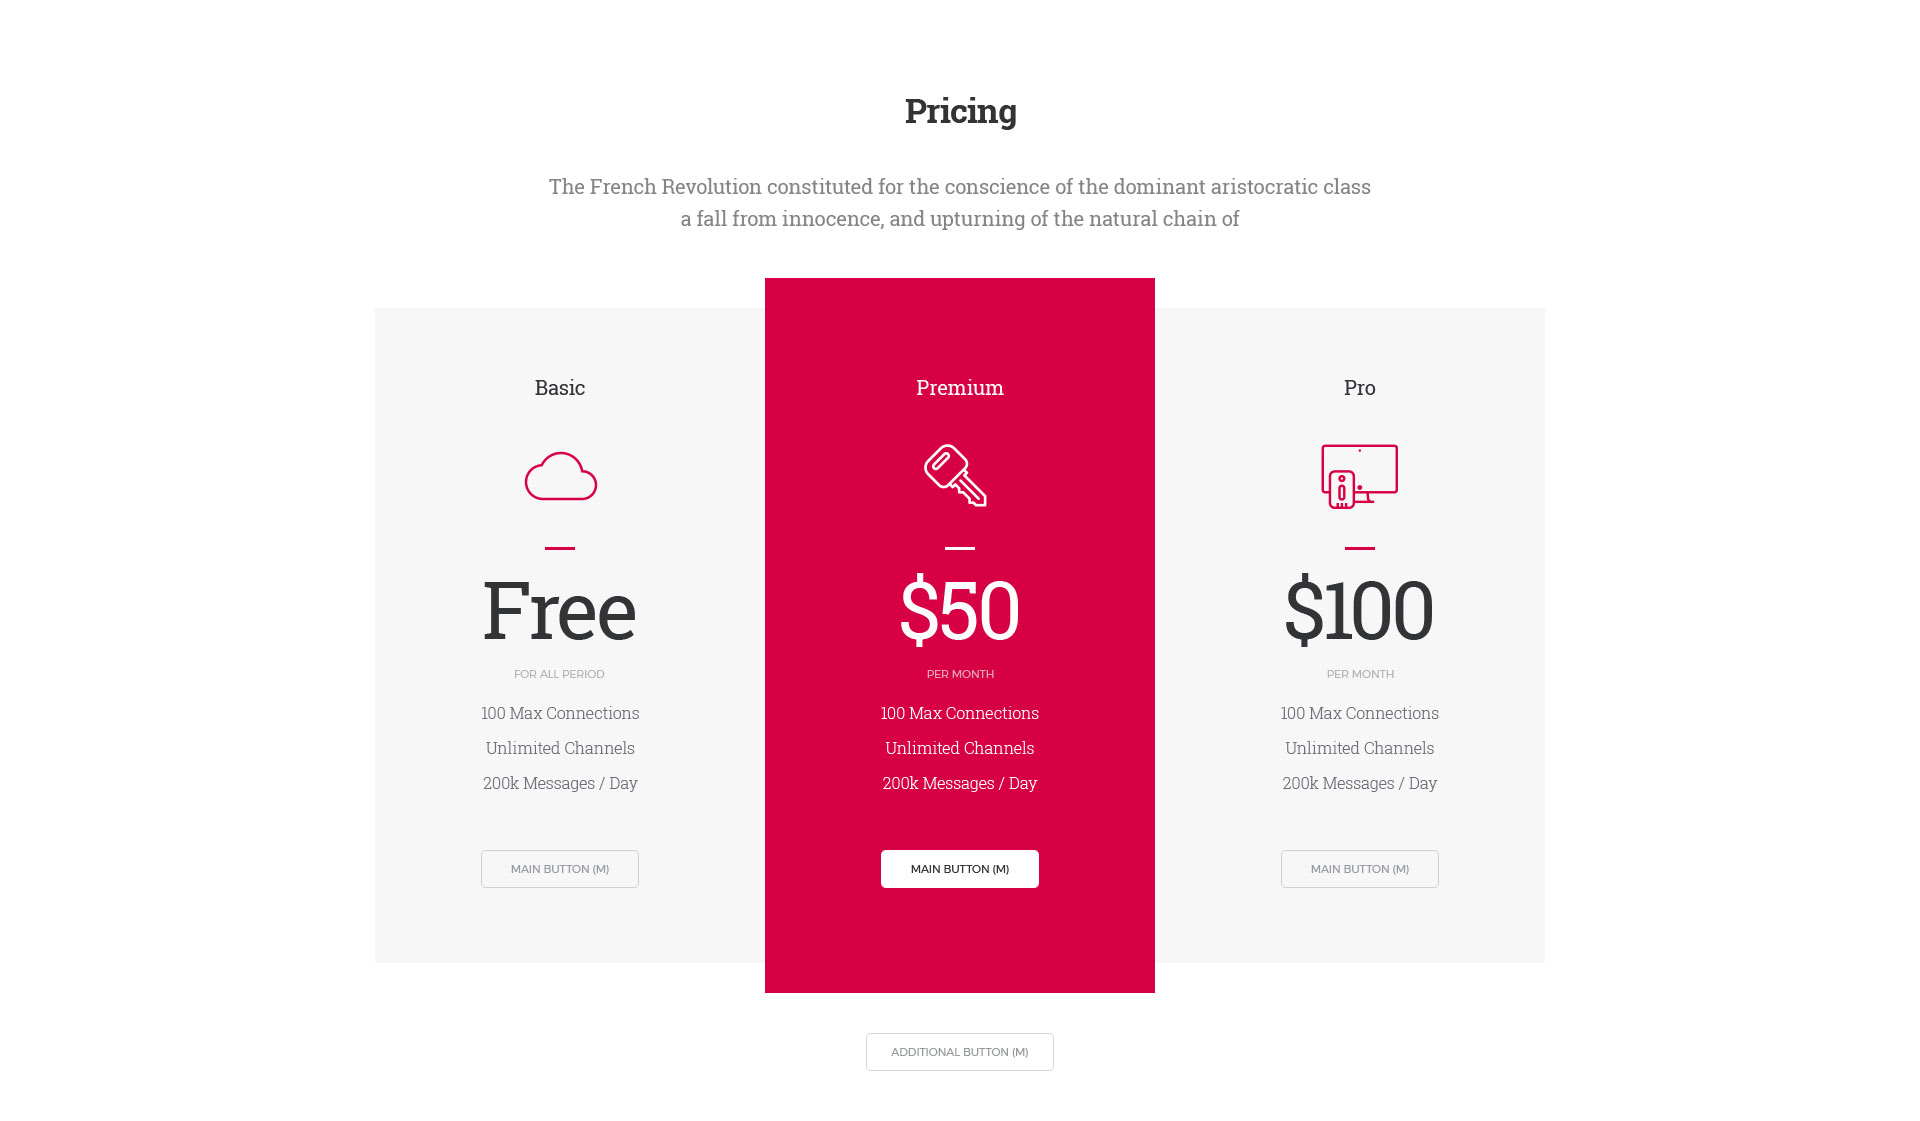 Pricing
The French Revolution constituted for the conscience of the dominant aristocratic class
a fall from innocence, and upturning of the natural chain of
Basic
Free
FOR ALL PERIOD
100 Max Connections
Unlimited Channels
200k Messages / Day
MAIN BUTTON (M)
Premium
$50
PER MONTH
100 Max Connections
Unlimited Channels
200k Messages / Day
MAIN BUTTON (M)
Pro
$100
PER MONTH
100 Max Connections
Unlimited Channels
200k Messages / Day
MAIN BUTTON (M)
ADDITIONAL BUTTON (M)